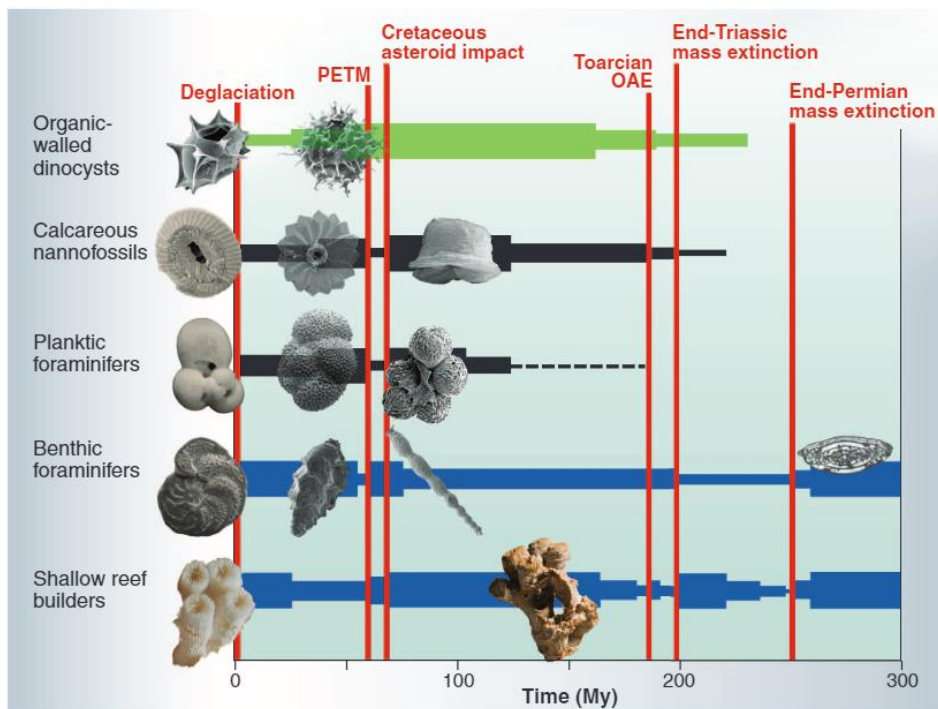 Cretaceous
asteroid impact
End-Triassic
mass extinction
PETM
Toarcian
OAE
Deglaciation
End-Permian
mass extinction
Organic-
walled
dinocysts
Calcareous
nannofossils
Planktic
foraminifers
Benthic
foraminifers
Shallow reef
builders
0
100
200
300
Time (My)